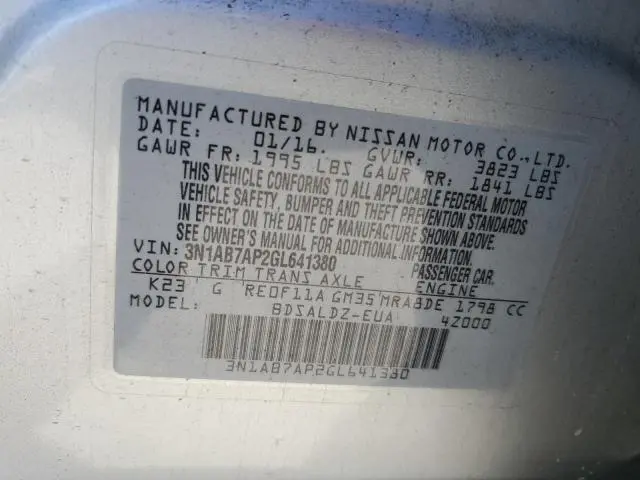 MANUFACTURED BY NISSAN MOTOR CO.,LTD.
DATE: 01/16. GVWR: 3823 LBS
GAWR FR: 1995 LBS GAWR RR: 1841 LBS
THIS VEHICLE CONFORMS TO ALL APPLICABLE FEDERAL MOTOR
VEHICLE SAFETY, BUMPER AND THEFT PREVENTION STANDARDS
IN EFFECT ON THE DATE OF MANUFACTURE SHOWN ABOVE.
SEE OWNER'S MANUAL FOR ADDITIONAL INFORMATION.
VIN: 3N1AB7AP2GL641380 PASSENGER CAR.
COLOR TRIM TRANS AXLE ENGINE
K23 G RE0F11A GM35 MRA8DE 1798 CC
MODEL: BDSALDZ-EUA 42000
3N1AB7AP2GL641380